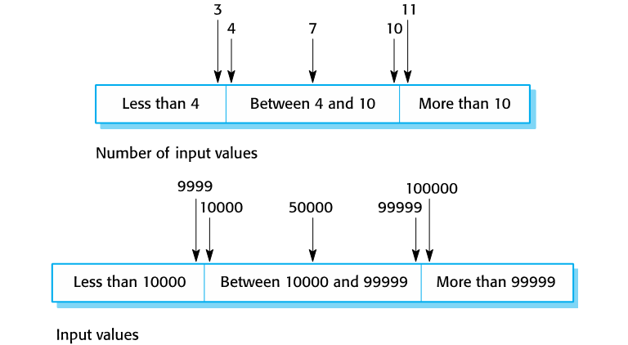 3 11
4 7 10
Less than 4 Between 4 and 10 More than 10
Number of input values
9999 100000
10000 50000 99999
Less than 10000 Between 10000 and 99999 More than 99999
Input values